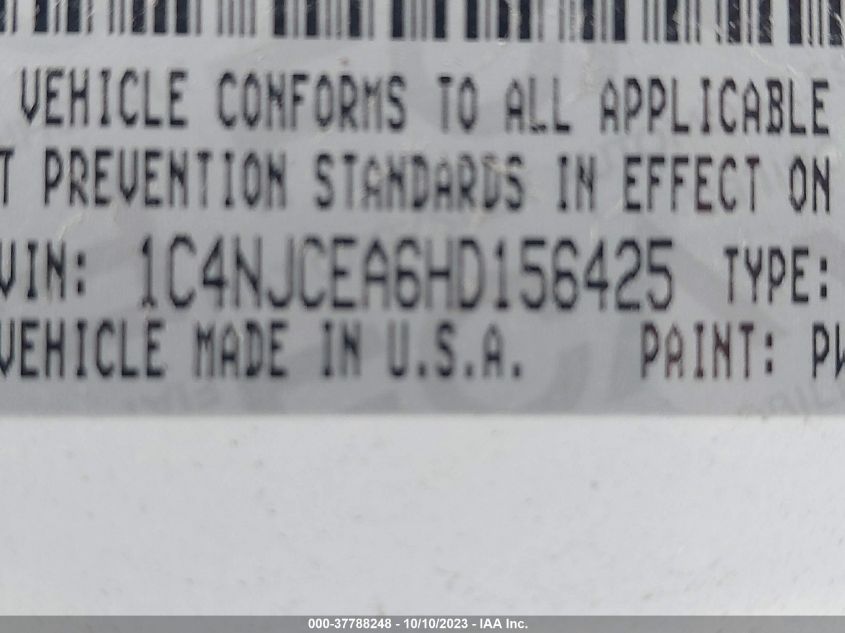 VEHICLE CONFORMS TO ALL APPLICABLE
T PREVENTION STANDARDS IN EFFECT ON
VIN: 1C4NJCEA6HD156425 TYPE:
VEHICLE MADE IN U.S.A. PAINT: PW
000-37788248 - 10/10/2023 - IAA Inc.